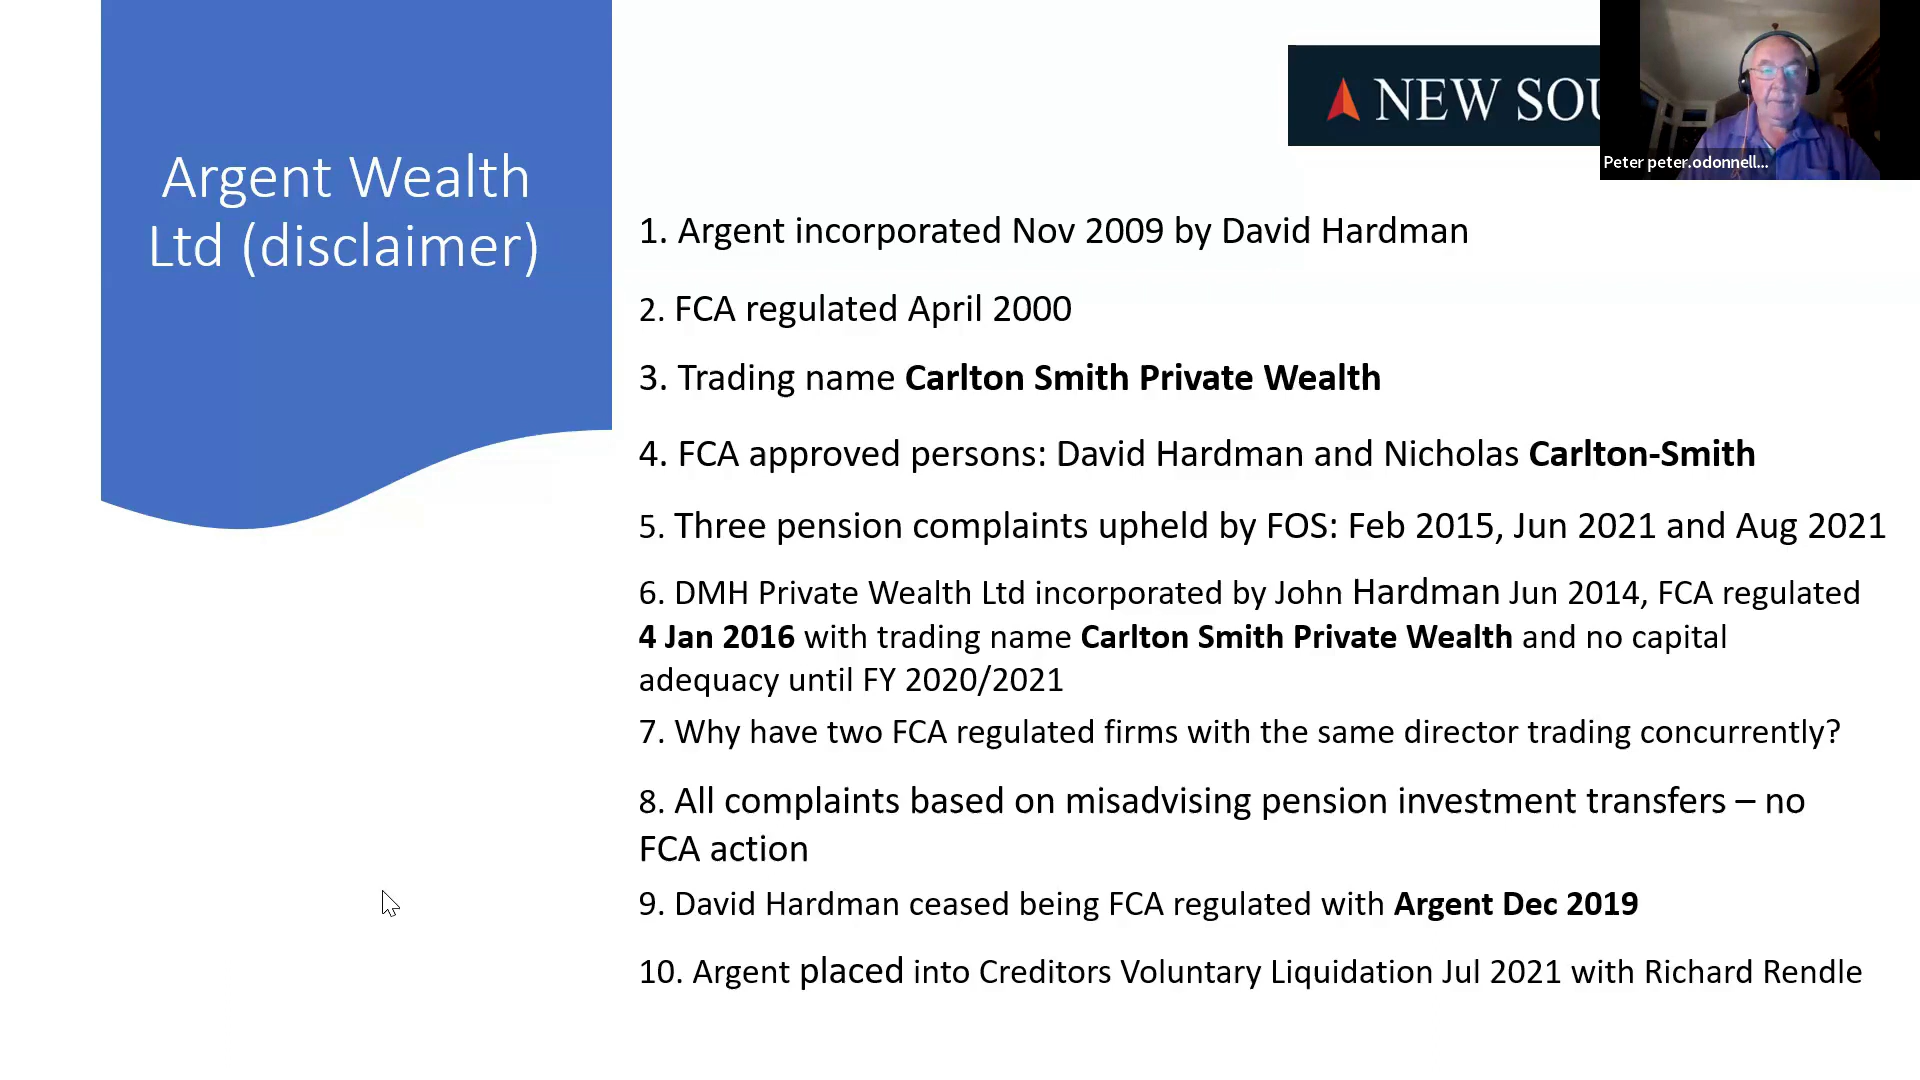 Argent Wealth
Ltd (disclaimer)
NEW SOU
Peter peter.odonnell...
1. Argent incorporated Nov 2009 by David Hardman
2. FCA regulated April 2000
3. Trading name Carlton Smith Private Wealth
4. FCA approved persons: David Hardman and Nicholas Carlton-Smith
5. Three pension complaints upheld by FOS: Feb 2015, Jun 2021 and Aug 2021
6. DMH Private Wealth Ltd incorporated by John Hardman Jun 2014, FCA regulated
4 Jan 2016 with trading name Carlton Smith Private Wealth and no capital
adequacy until FY 2020/2021
7. Why have two FCA regulated firms with the same director trading concurrently?
8. All complaints based on misadvising pension investment transfers – no
FCA action
9. David Hardman ceased being FCA regulated with Argent Dec 2019
10. Argent placed into Creditors Voluntary Liquidation Jul 2021 with Richard Rendle